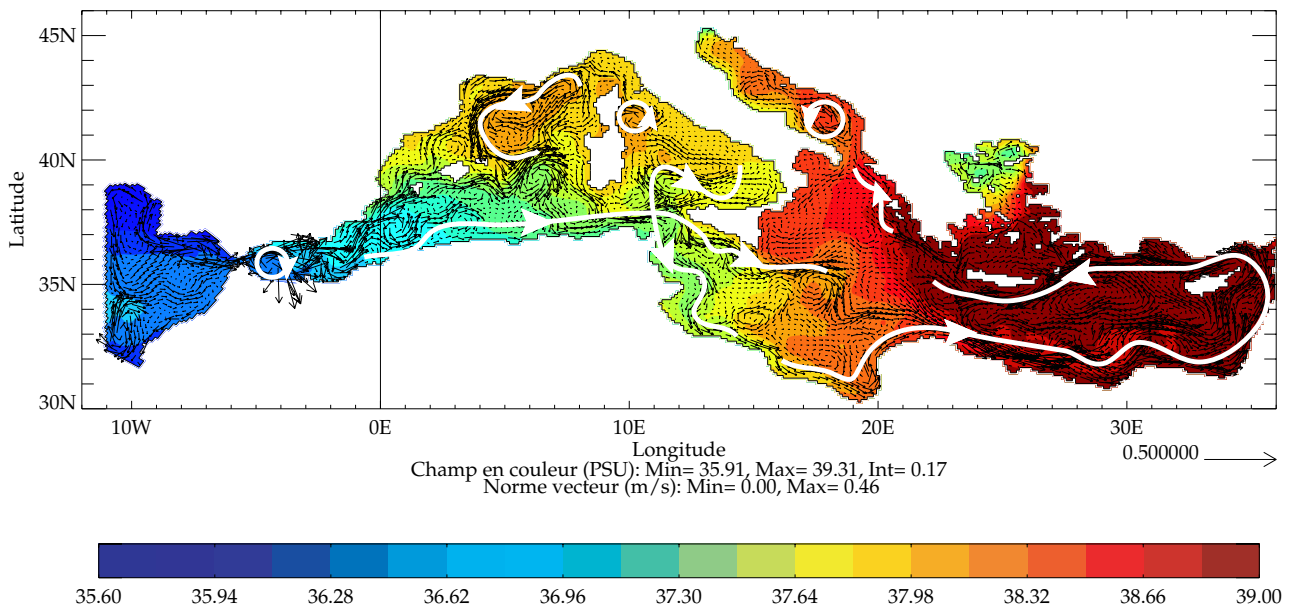 45N
40N
35N
30N
Latitude
10W 0E 10E 20E 30E
Longitude
0.500000
Champ en couleur (PSU): Min= 35.91, Max= 39.31, Int= 0.17
Norme vecteur (m/s): Min= 0.00, Max= 0.46
35.60 35.94 36.28 36.62 36.96 37.30 37.64 37.98 38.32 38.66 39.00